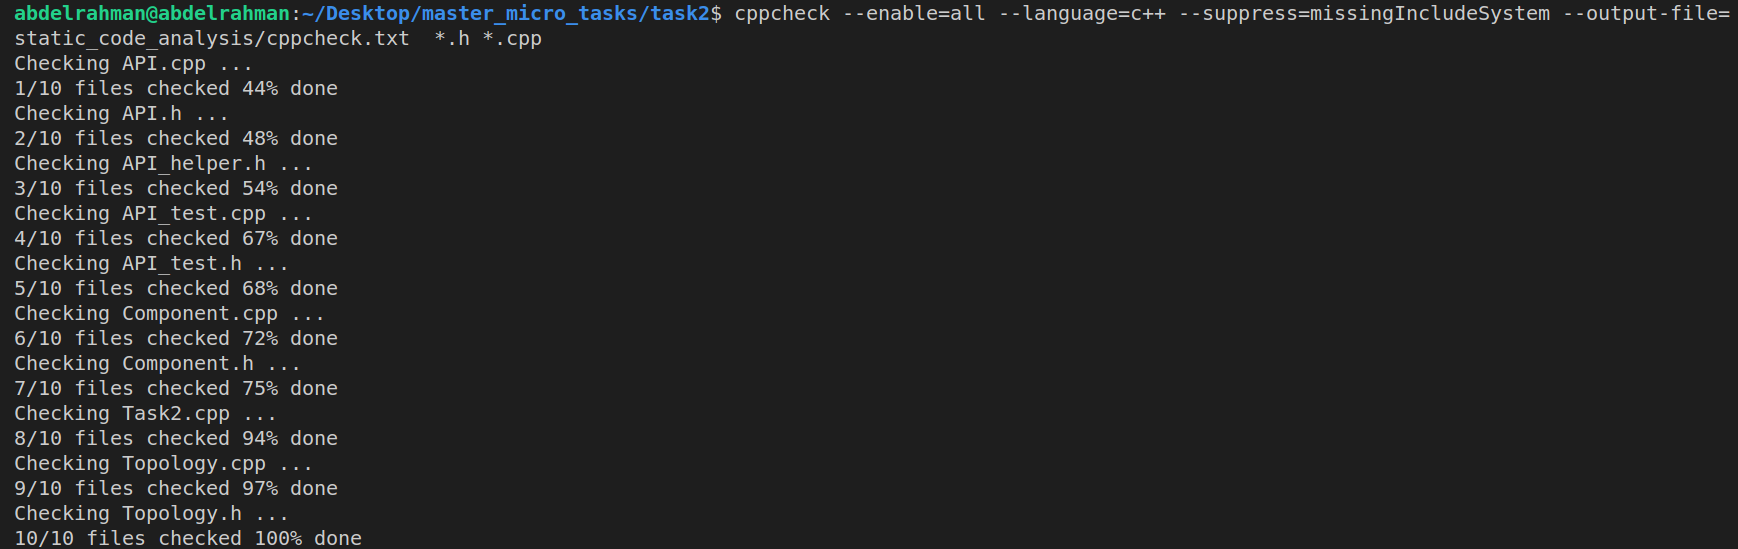 abdelrahman@abdelrahman:~/Desktop/master_micro_tasks/task2$ cppcheck --enable=all --language=c++ --suppress=missingIncludeSystem --output-file=
static_code_analysis/cppcheck.txt  *.h *.cpp
Checking API.cpp ...
1/10 files checked 44% done
Checking API.h ...
2/10 files checked 48% done
Checking API_helper.h ...
3/10 files checked 54% done
Checking API_test.cpp ...
4/10 files checked 67% done
Checking API_test.h ...
5/10 files checked 68% done
Checking Component.cpp ...
6/10 files checked 72% done
Checking Component.h ...
7/10 files checked 75% done
Checking Task2.cpp ...
8/10 files checked 94% done
Checking Topology.cpp ...
9/10 files checked 97% done
Checking Topology.h ...
10/10 files checked 100% done